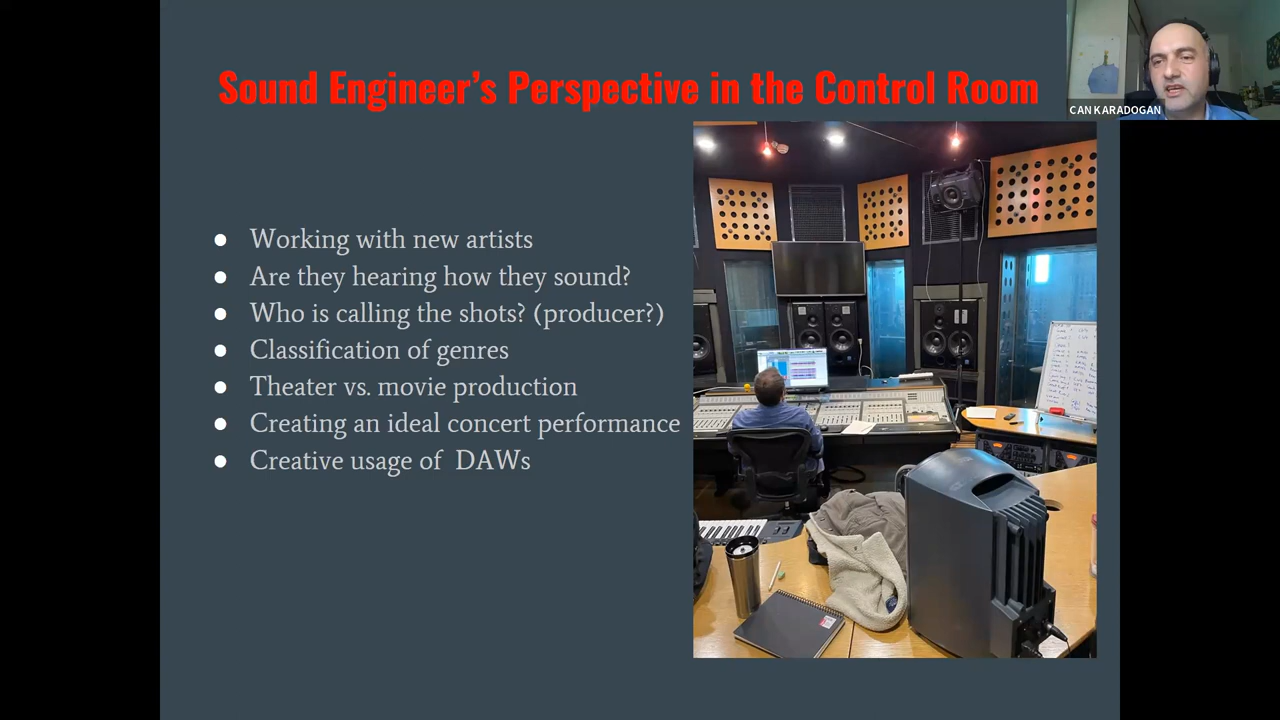 Sound Engineer's Perspective in the Control Room
CAN KARADOGAN
● Working with new artists
● Are they hearing how they sound?
● Who is calling the shots? (producer?)
● Classification of genres
● Theater vs. movie production
● Creating an ideal concert performance
● Creative usage of  DAWs